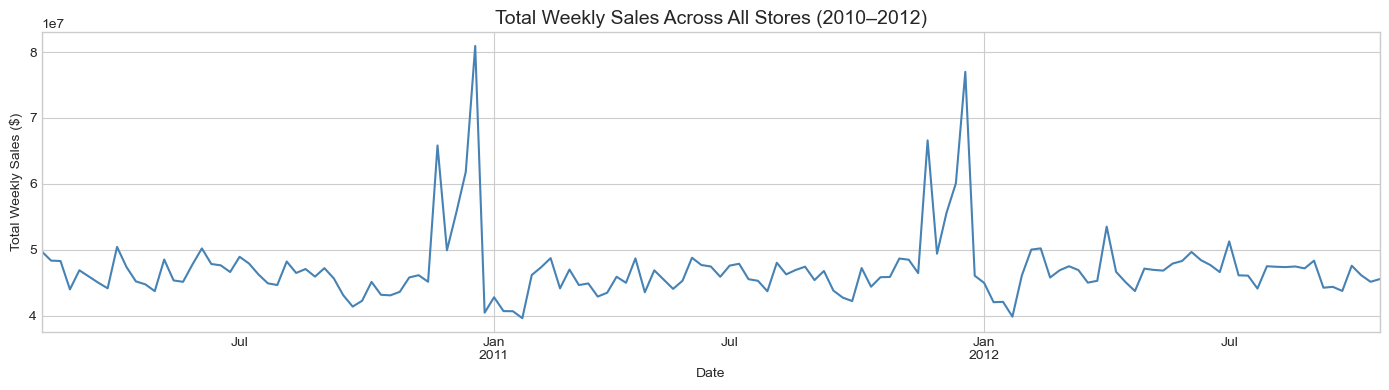 Total Weekly Sales Across All Stores (2010–2012)
1e7
8
7
6
5
4
Total Weekly Sales ($)
Jul Jan Jul Jan Jul
2011 2012
Date